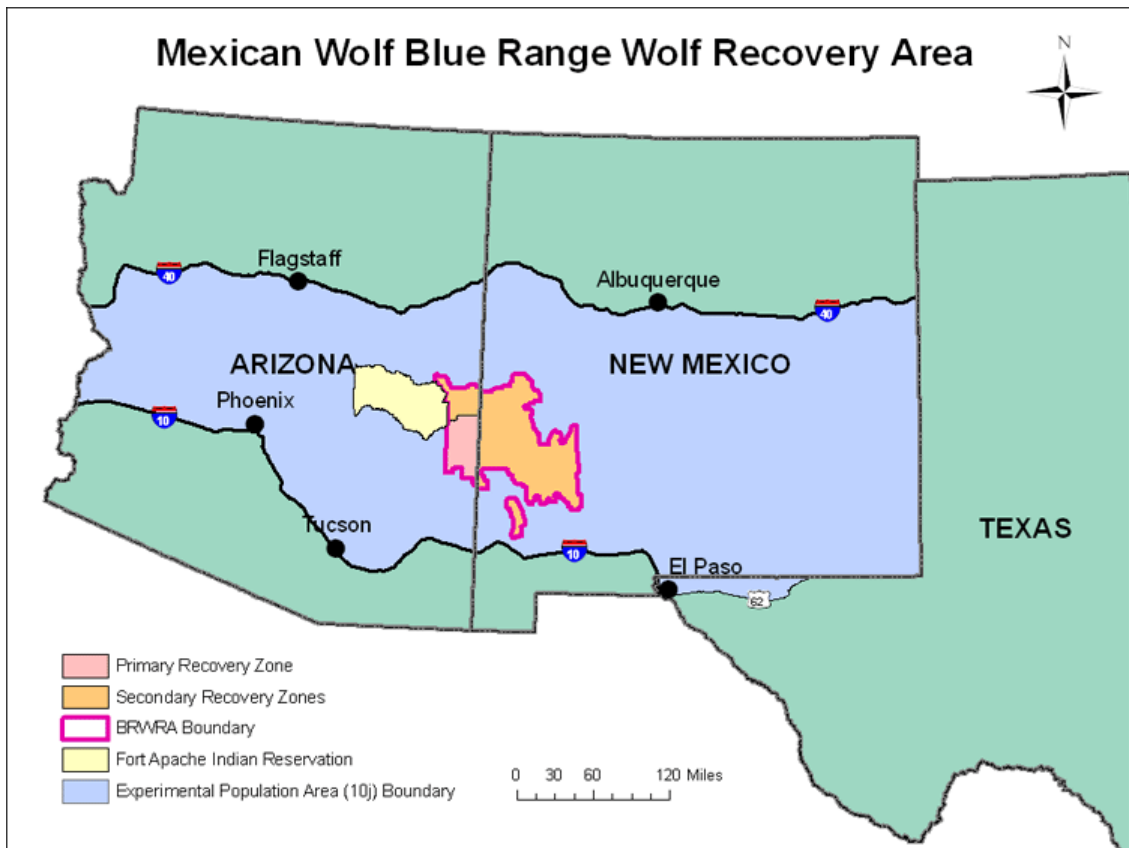 Mexican Wolf Blue Range Wolf Recovery Area
N
Flagstaff
40
Albuquerque
40
ARIZONA
NEW MEXICO
Phoenix
10
TEXAS
Tucson
10
El Paso
62
Primary Recovery Zone
Secondary Recovery Zones
BRWRA Boundary
Fort Apache Indian Reservation
Experimental Population Area (10j) Boundary
0 30 60 120 Miles